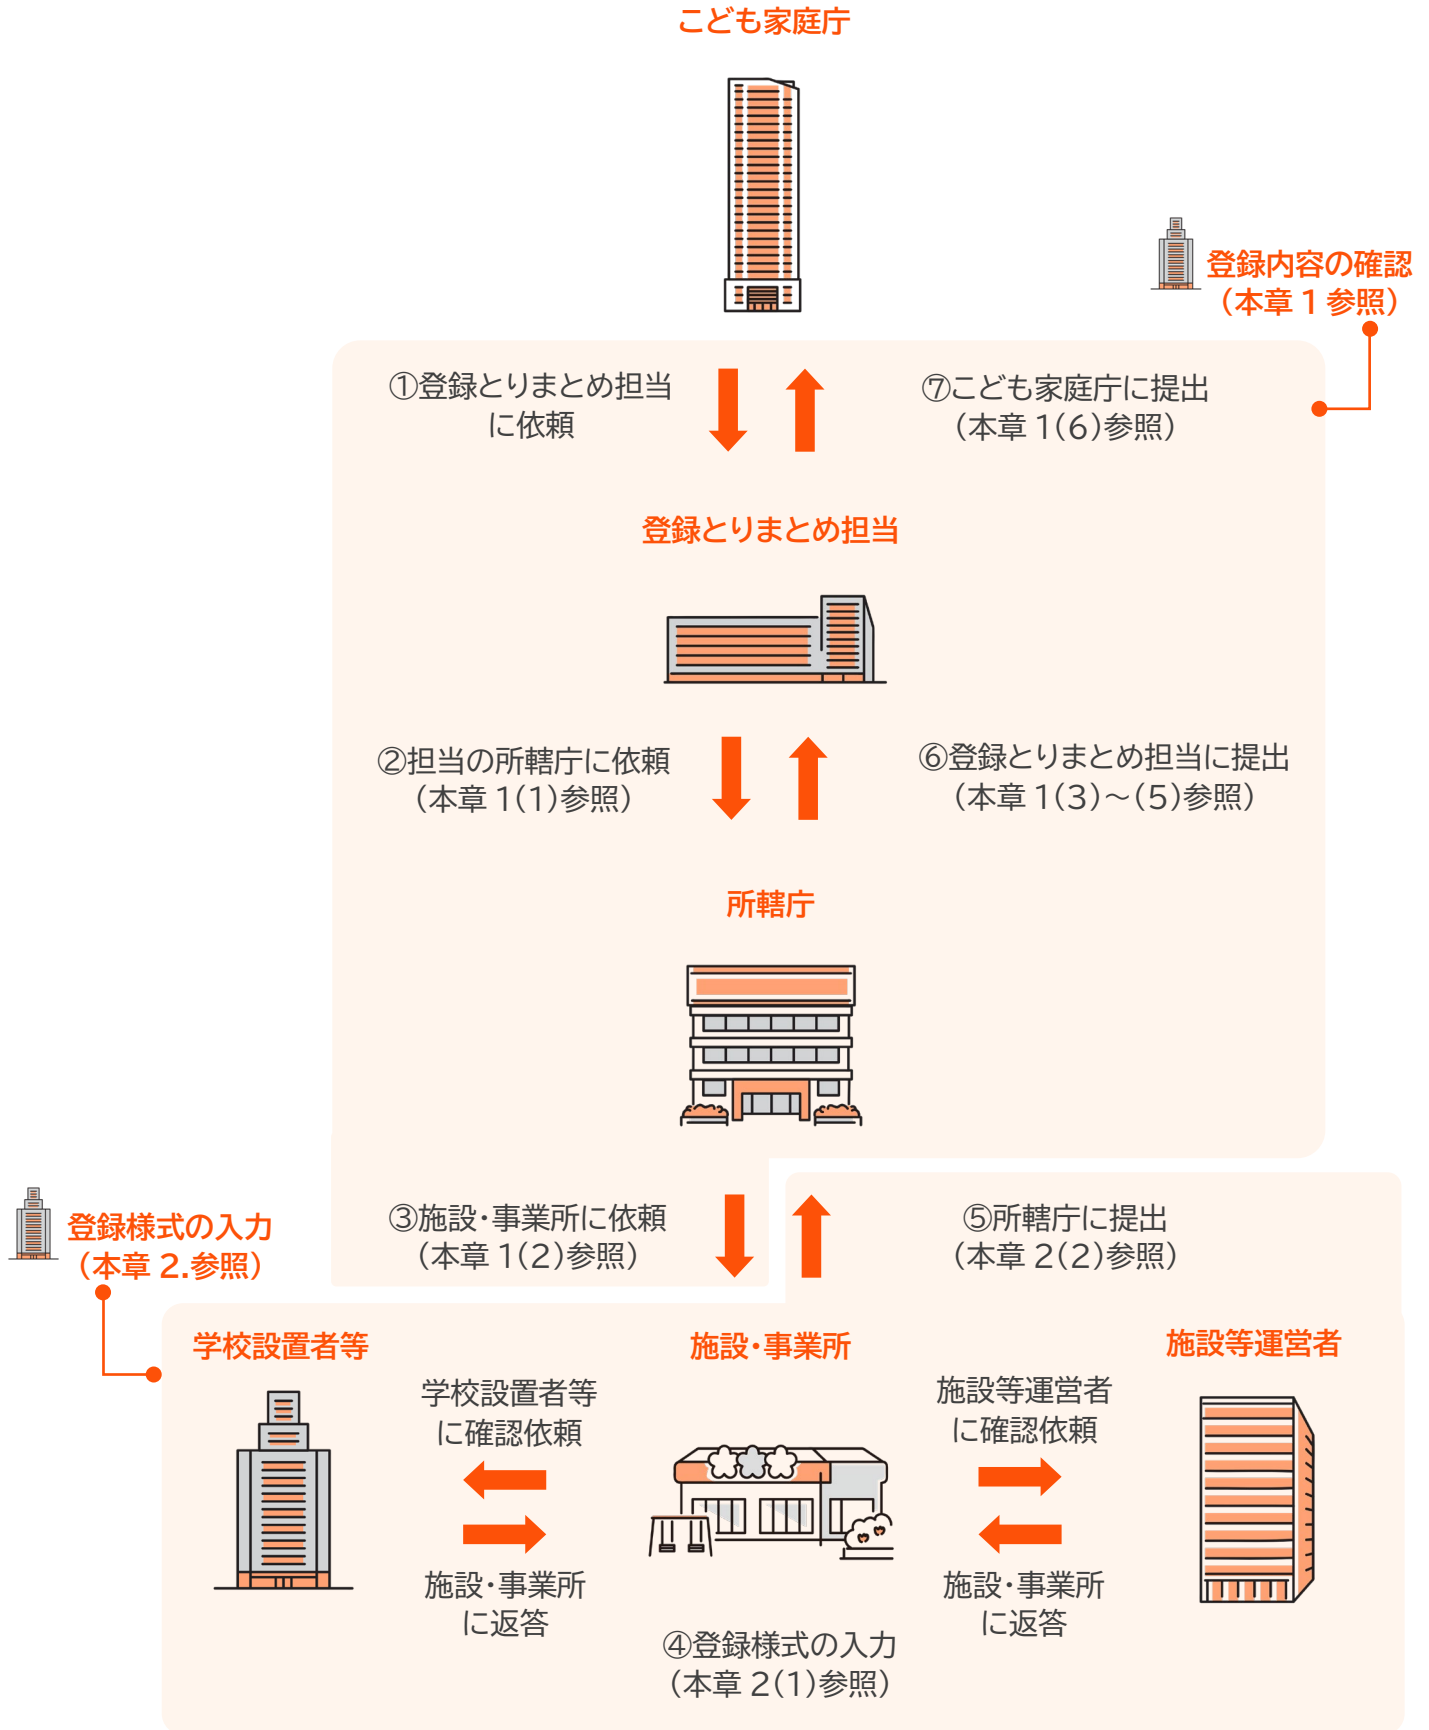 こども家庭庁
登録内容の確認
（本章 1 参照）
①登録とりまとめ担当
に依頼
⑦こども家庭庁に提出
（本章 1（6）参照）
登録とりまとめ担当
②担当の所轄庁に依頼
（本章 1（1）参照）
⑥登録とりまとめ担当に提出
（本章 1（3）～（5）参照）
所轄庁
登録様式の入力
（本章 2.参照）
③施設・事業所に依頼
（本章 1（2）参照）
⑤所轄庁に提出
（本章 2（2）参照）
学校設置者等
施設・事業所
施設等運営者
学校設置者等
に確認依頼
施設等運営者
に確認依頼
施設・事業所
に返答
施設・事業所
に返答
④登録様式の入力
（本章 2（1）参照）